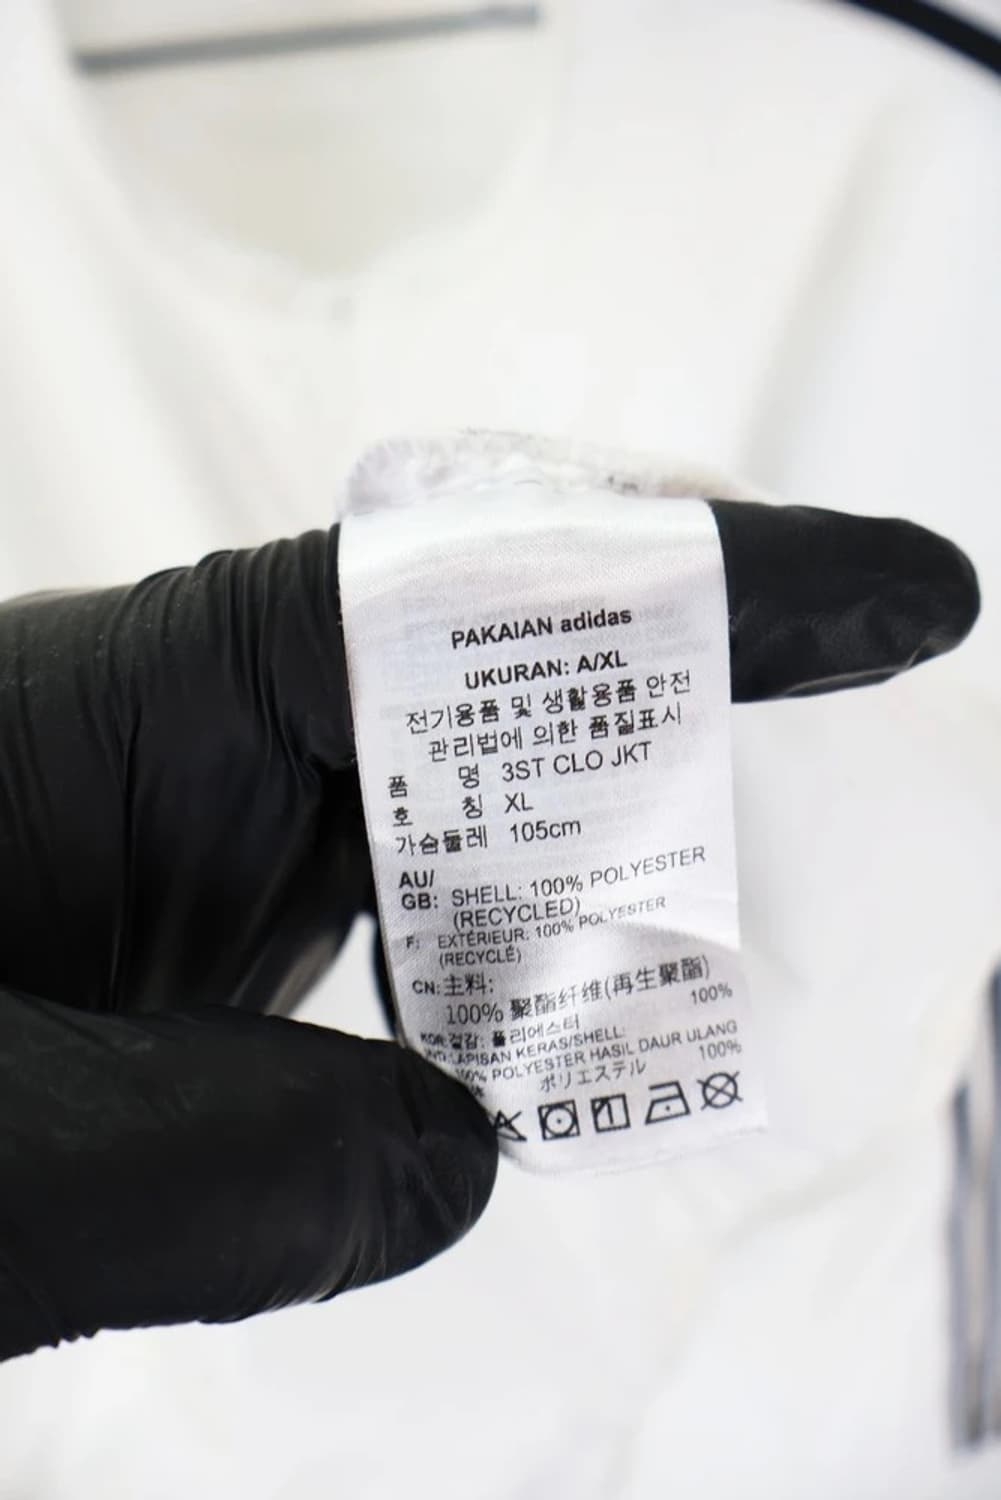 PAKAIAN adidas
UKURAN: A/XL
전기용품 및 생활용품 안전
관리법에 의한 품질표시
품 명 3ST CLO JKT
호 칭 XL
가슴둘레 105cm
AU/
GB: SHELL: 100% POLYESTER
(RECYCLED)
F: EXTÉRIEUR: 100% POLYESTER
(RECYCLÉ)
CN: 主料:
100% 聚酯纤维(再生聚酯)
KOR: 겉감: 폴리에스터 100%
LAPISAN KERAS/SHELL:
POLYESTER HASIL DAUR ULANG
ポリエステル 100%